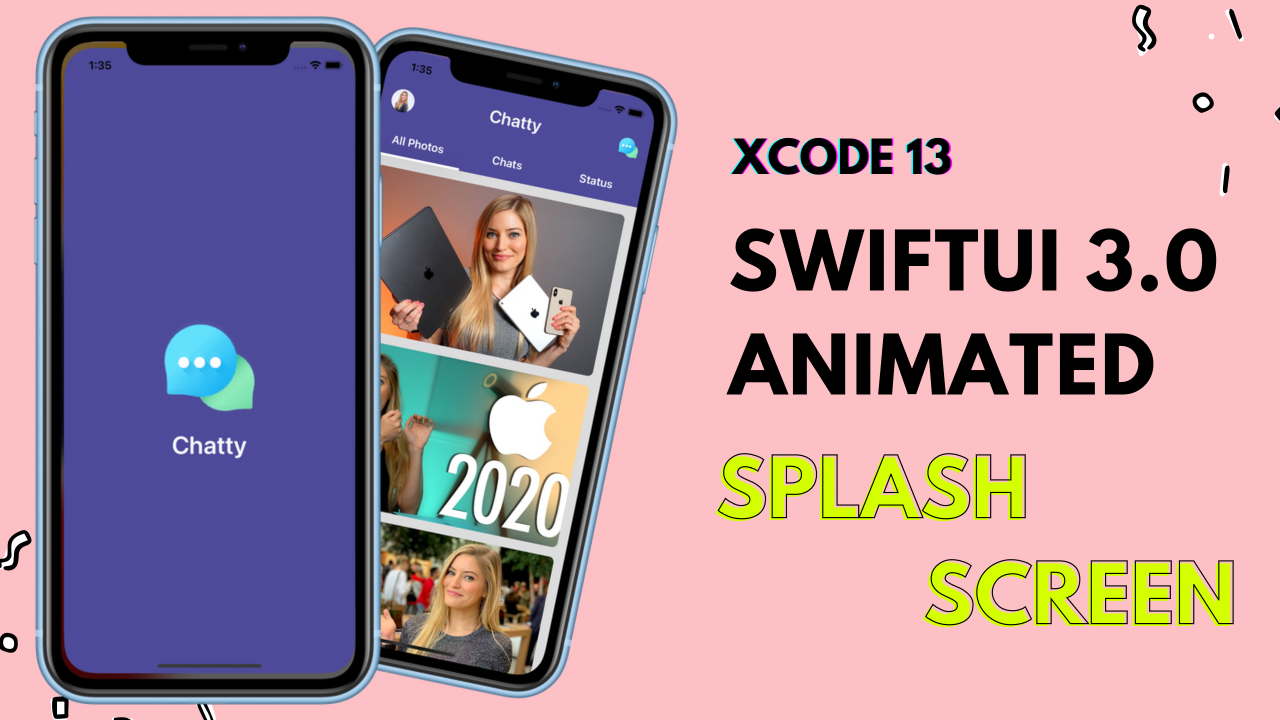 1:35
Chatty
1:35
Chatty
All Photos
Chats
Status
2020
XCODE 13
SWIFTUI 3.0
ANIMATED
SPLASH
SCREEN